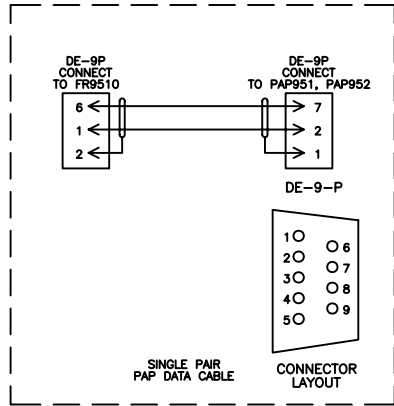 DE-9P
CONNECT
TO FR9510
DE-9P
CONNECT
TO PAP951, PAP952
6
1
2
7
2
1
DE-9-P
1
2
3
4
5
6
7
8
9
SINGLE PAIR
PAP DATA CABLE
CONNECTOR
LAYOUT